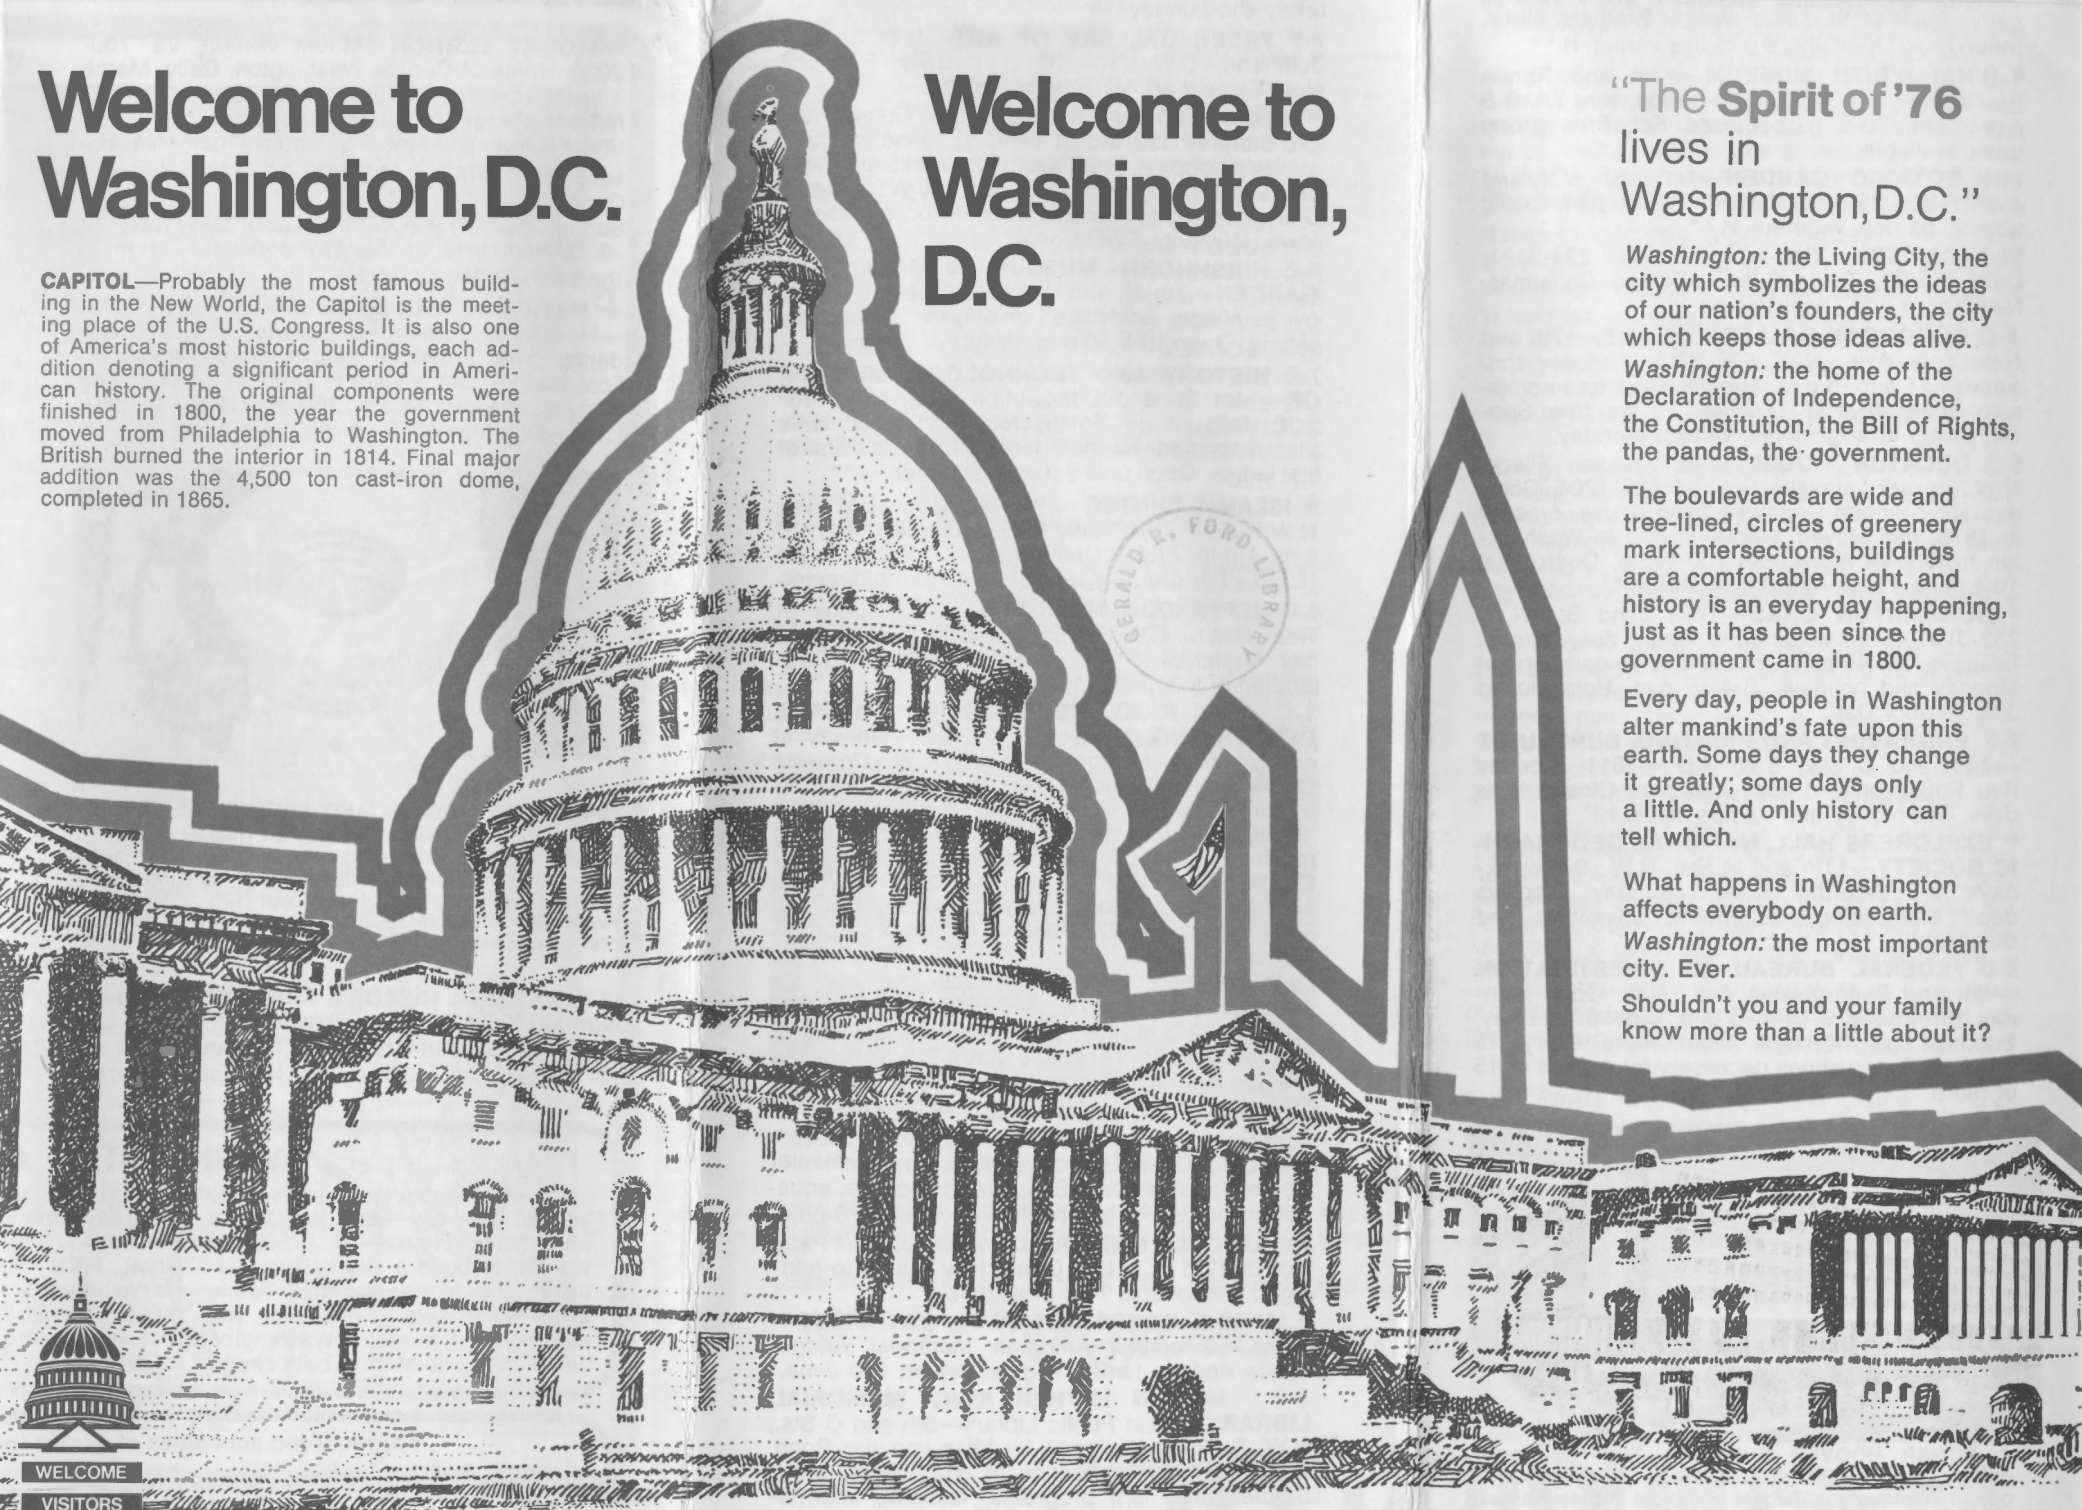 Welcome to
Washington, D.C.
CAPITOL—Probably the most famous build-
ing in the New World, the Capitol is the meet-
ing place of the U.S. Congress. It is also one
of America's most historic buildings, each ad-
dition denoting a significant period in Ameri-
can history. The original components were
finished in 1800, the year the government
moved from Philadelphia to Washington. The
British burned the interior in 1814. Final major
addition was the 4,500 ton cast-iron dome,
completed in 1865.
WELCOME
VISITORS
Welcome to
Washington,
D.C.
GERALD R. FORD LIBRARY
"The Spirit of '76
lives in
Washington, D.C."
Washington: the Living City, the
city which symbolizes the ideas
of our nation's founders, the city
which keeps those ideas alive.
Washington: the home of the
Declaration of Independence,
the Constitution, the Bill of Rights,
the pandas, the government.
The boulevards are wide and
tree-lined, circles of greenery
mark intersections, buildings
are a comfortable height, and
history is an everyday happening,
just as it has been since the
government came in 1800.
Every day, people in Washington
alter mankind's fate upon this
earth. Some days they change
it greatly; some days only
a little. And only history can
tell which.
What happens in Washington
affects everybody on earth.
Washington: the most important
city. Ever.
Shouldn't you and your family
know more than a little about it?